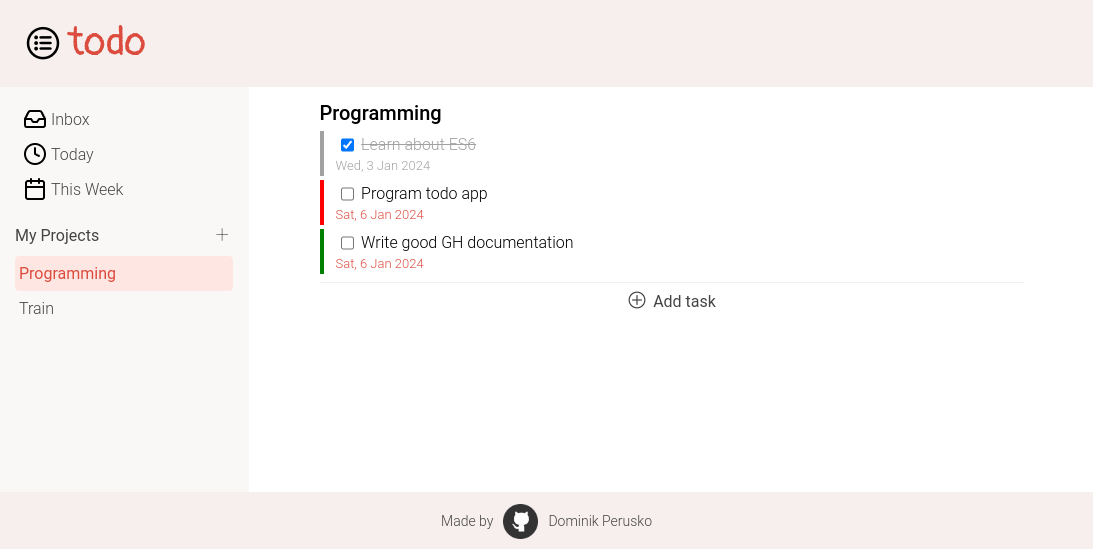 todo
Inbox
Today
This Week
My Projects
Programming
Train
Programming
Learn about ES6
Wed, 3 Jan 2024
Program todo app
Sat, 6 Jan 2024
Write good GH documentation
Sat, 6 Jan 2024
Add task
Made by Dominik Perusko